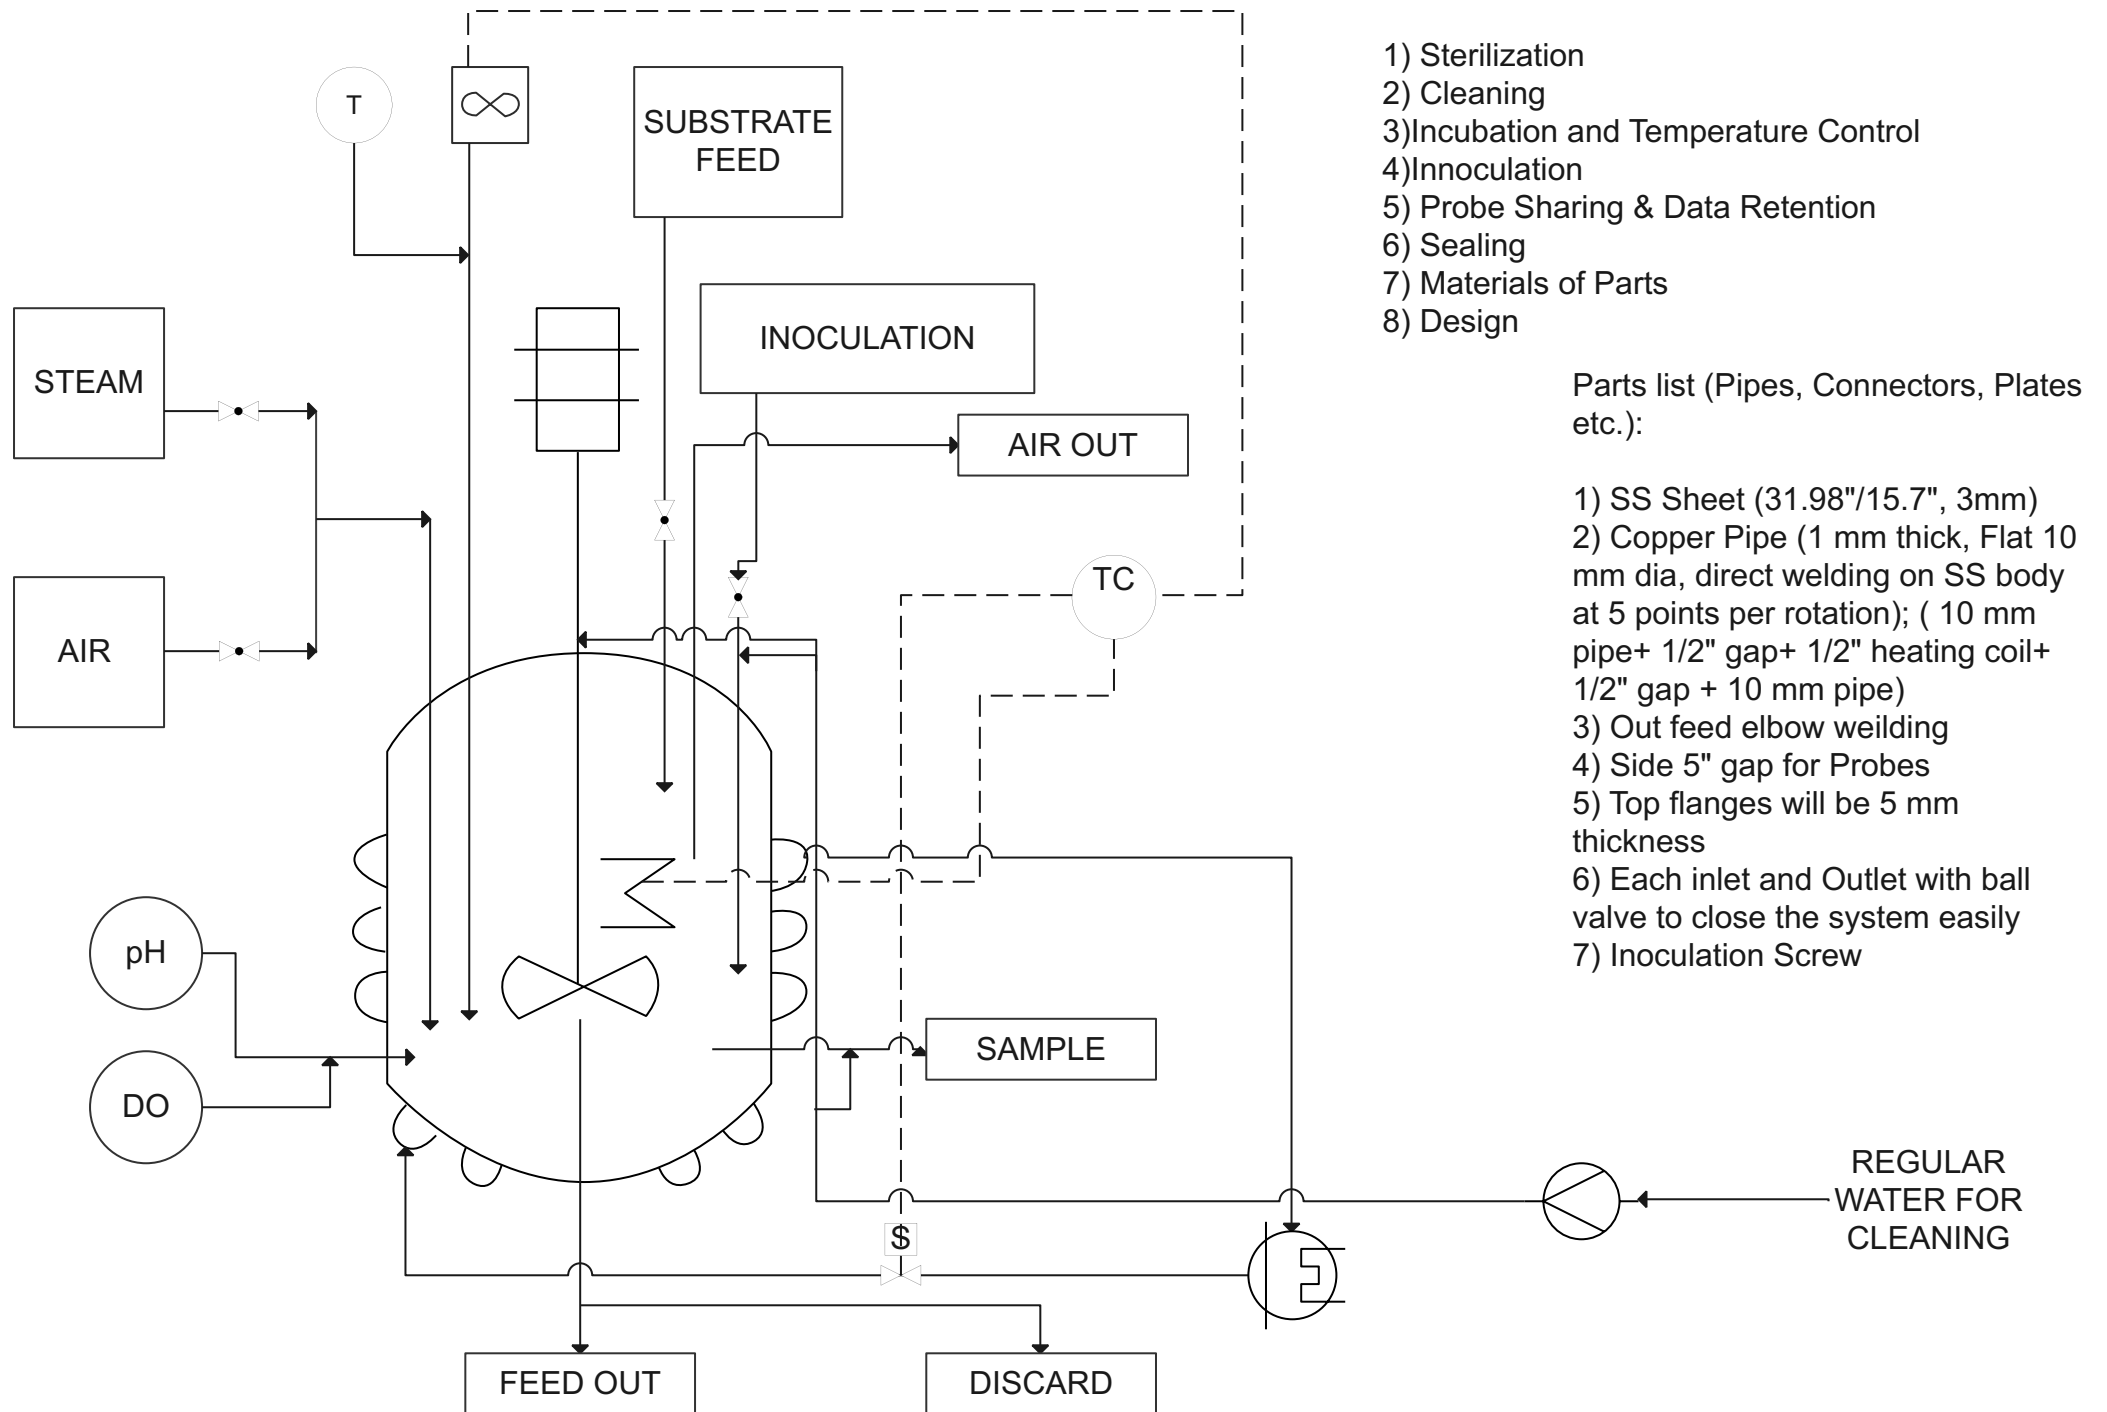 T
SUBSTRATE
FEED
1) Sterilization
2) Cleaning
3)Incubation and Temperature Control
4)Innoculation
5) Probe Sharing & Data Retention
6) Sealing
7) Materials of Parts
8) Design
INOCULATION
STEAM
AIR OUT
Parts list (Pipes, Connectors, Plates
etc.):
1) SS Sheet (31.98"/15.7", 3mm)
2) Copper Pipe (1 mm thick, Flat 10
mm dia, direct welding on SS body
at 5 points per rotation); ( 10 mm
pipe+ 1/2" gap+ 1/2" heating coil+
1/2" gap + 10 mm pipe)
3) Out feed elbow weilding
4) Side 5" gap for Probes
5) Top flanges will be 5 mm
thickness
6) Each inlet and Outlet with ball
valve to close the system easily
7) Inoculation Screw
TC
AIR
pH
DO
SAMPLE
REGULAR
WATER FOR
CLEANING
S
FEED OUT
DISCARD